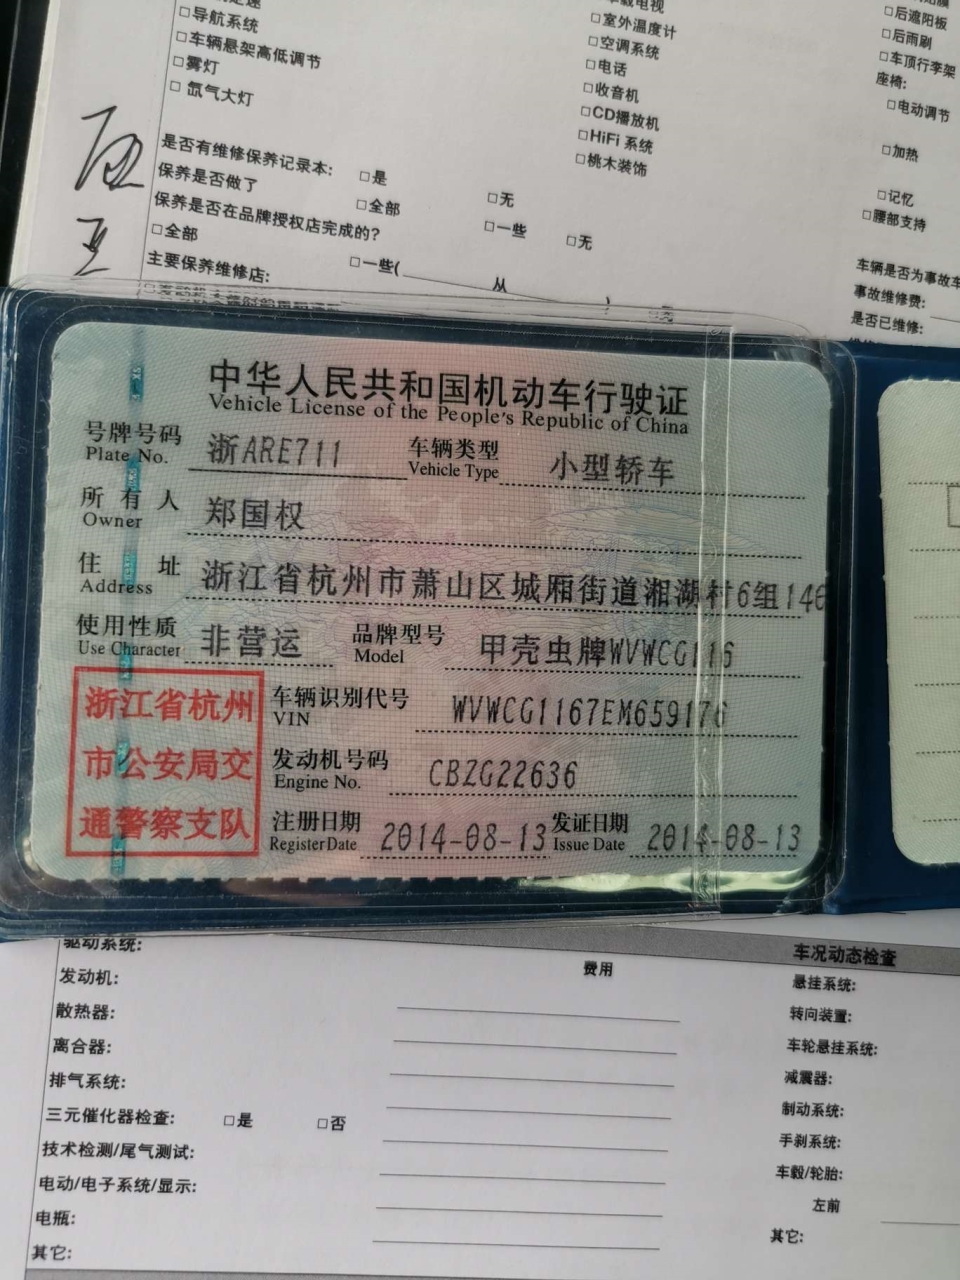 □导航系统
□车辆悬架高低调节
□雾灯
□氙气大灯
□室外温度计
□空调系统
□电话
□收音机
□CD播放机
□HiFi 系统
□桃木装饰
□后遮阳板
□后雨刷
□车顶行李架
座椅:
□电动调节
□加热
□记忆
□腰部支持
是否有维修保养记录本: □是 □无
保养是否做了 □全部 □一些 □无
保养是否在品牌授权店完成的?
□全部 □一些( 从 )
主要保养维修店:
车辆是否为事故车
事故维修费:
是否已维修:
中华人民共和国机动车行驶证
Vehicle License of the People's Republic of China
号牌号码 浙ARE711 车辆类型 小型轿车
Plate No. Vehicle Type
所有人 郑国权
Owner
住址 浙江省杭州市萧山区城厢街道湘湖村6组146
Address
使用性质 非营运 品牌型号 甲壳虫牌WVWCG116
Use Character Model
浙江省杭州
市公安局交
通警察支队
车辆识别代号 WVWCG1167EM659176
VIN
发动机号码 CBZG22636
Engine No.
注册日期 2014-08-13 发证日期 2014-08-13
Register Date Issue Date
驱动系统:
费用
车况动态检查
发动机:
散热器:
离合器:
排气系统:
三元催化器检查: □是 □否
技术检测/尾气测试:
电动/电子系统/显示:
电瓶:
其它:
悬挂系统:
转向装置:
车轮悬挂系统:
减震器:
制动系统:
手刹系统:
车毂/轮胎:
左前
其它: